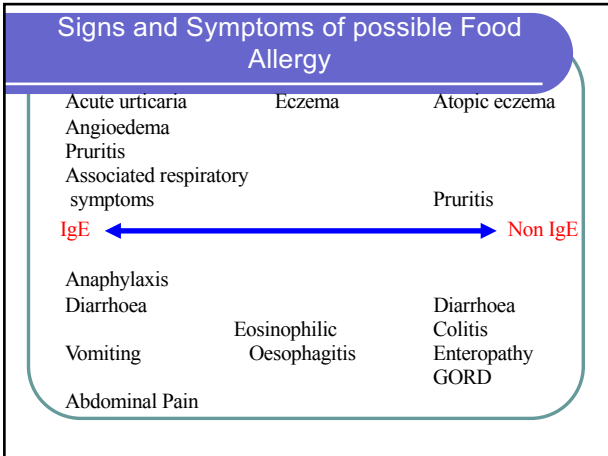 Signs and Symptoms of possible Food
Allergy
Acute urticaria Eczema Atopic eczema
Angioedema
Pruritis
Associated respiratory
symptoms Pruritis
IgE Non IgE
Anaphylaxis
Diarrhoea Diarrhoea
Eosinophilic Colitis
Vomiting Oesophagitis Enteropathy
GORD
Abdominal Pain